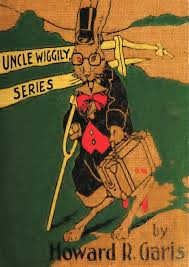 UNCLE WIGGILY
SERIES
by
Howard R. Garis